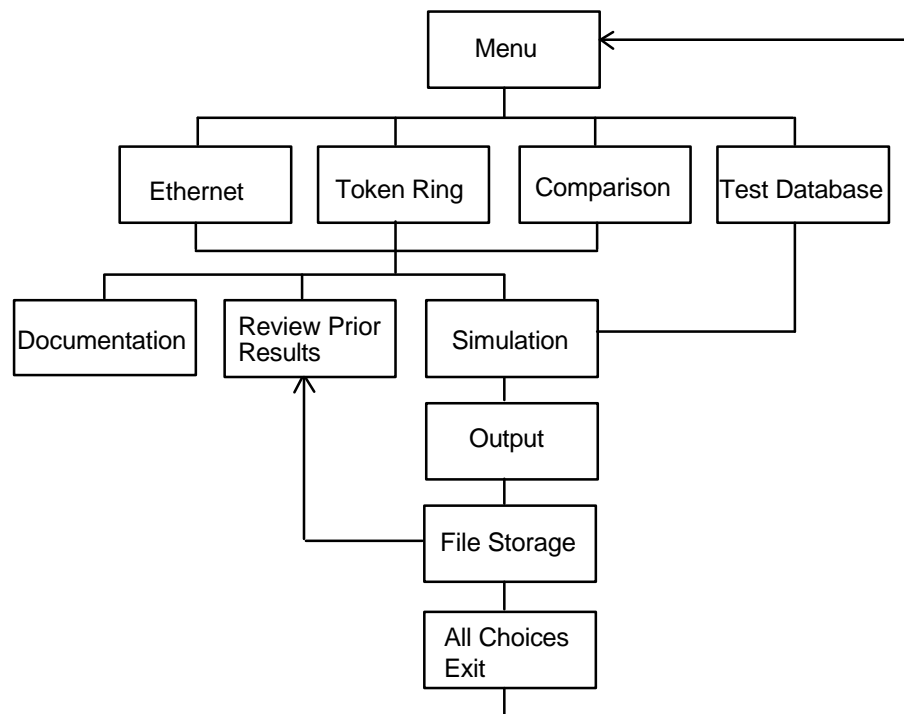 Menu
Ethernet
Token Ring
Comparison
Test Database
Documentation
Review Prior
Results
Simulation
Output
File Storage
All Choices
Exit